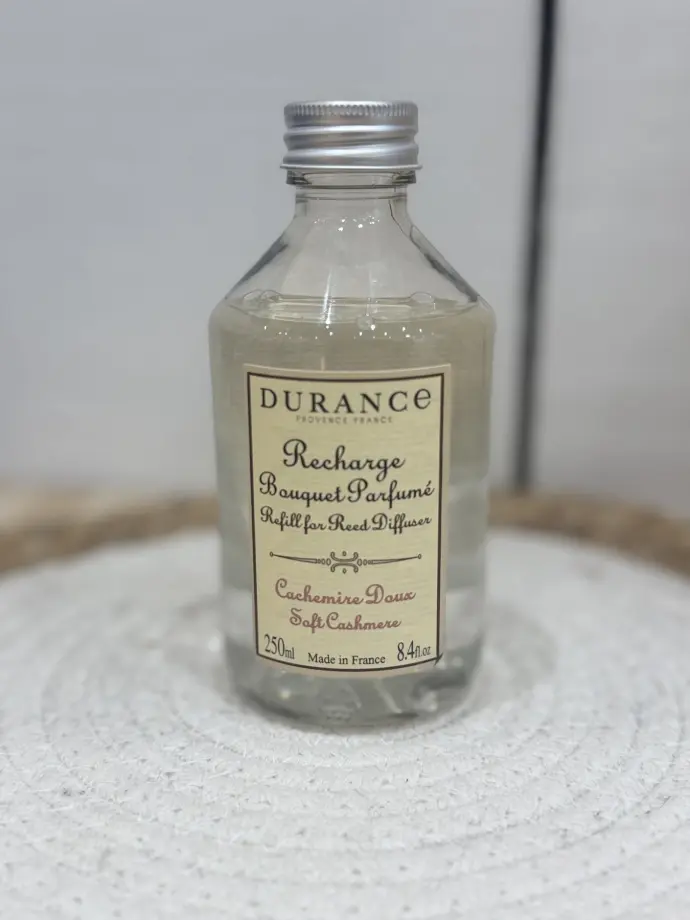 DURANCe
PROVENCE FRANCE
Recharge
Bouquet Parfumé
Refill for Reed Diffuser
Cachemire Doux
Soft Cashmere
250ml Made in France 8.4fl.oz